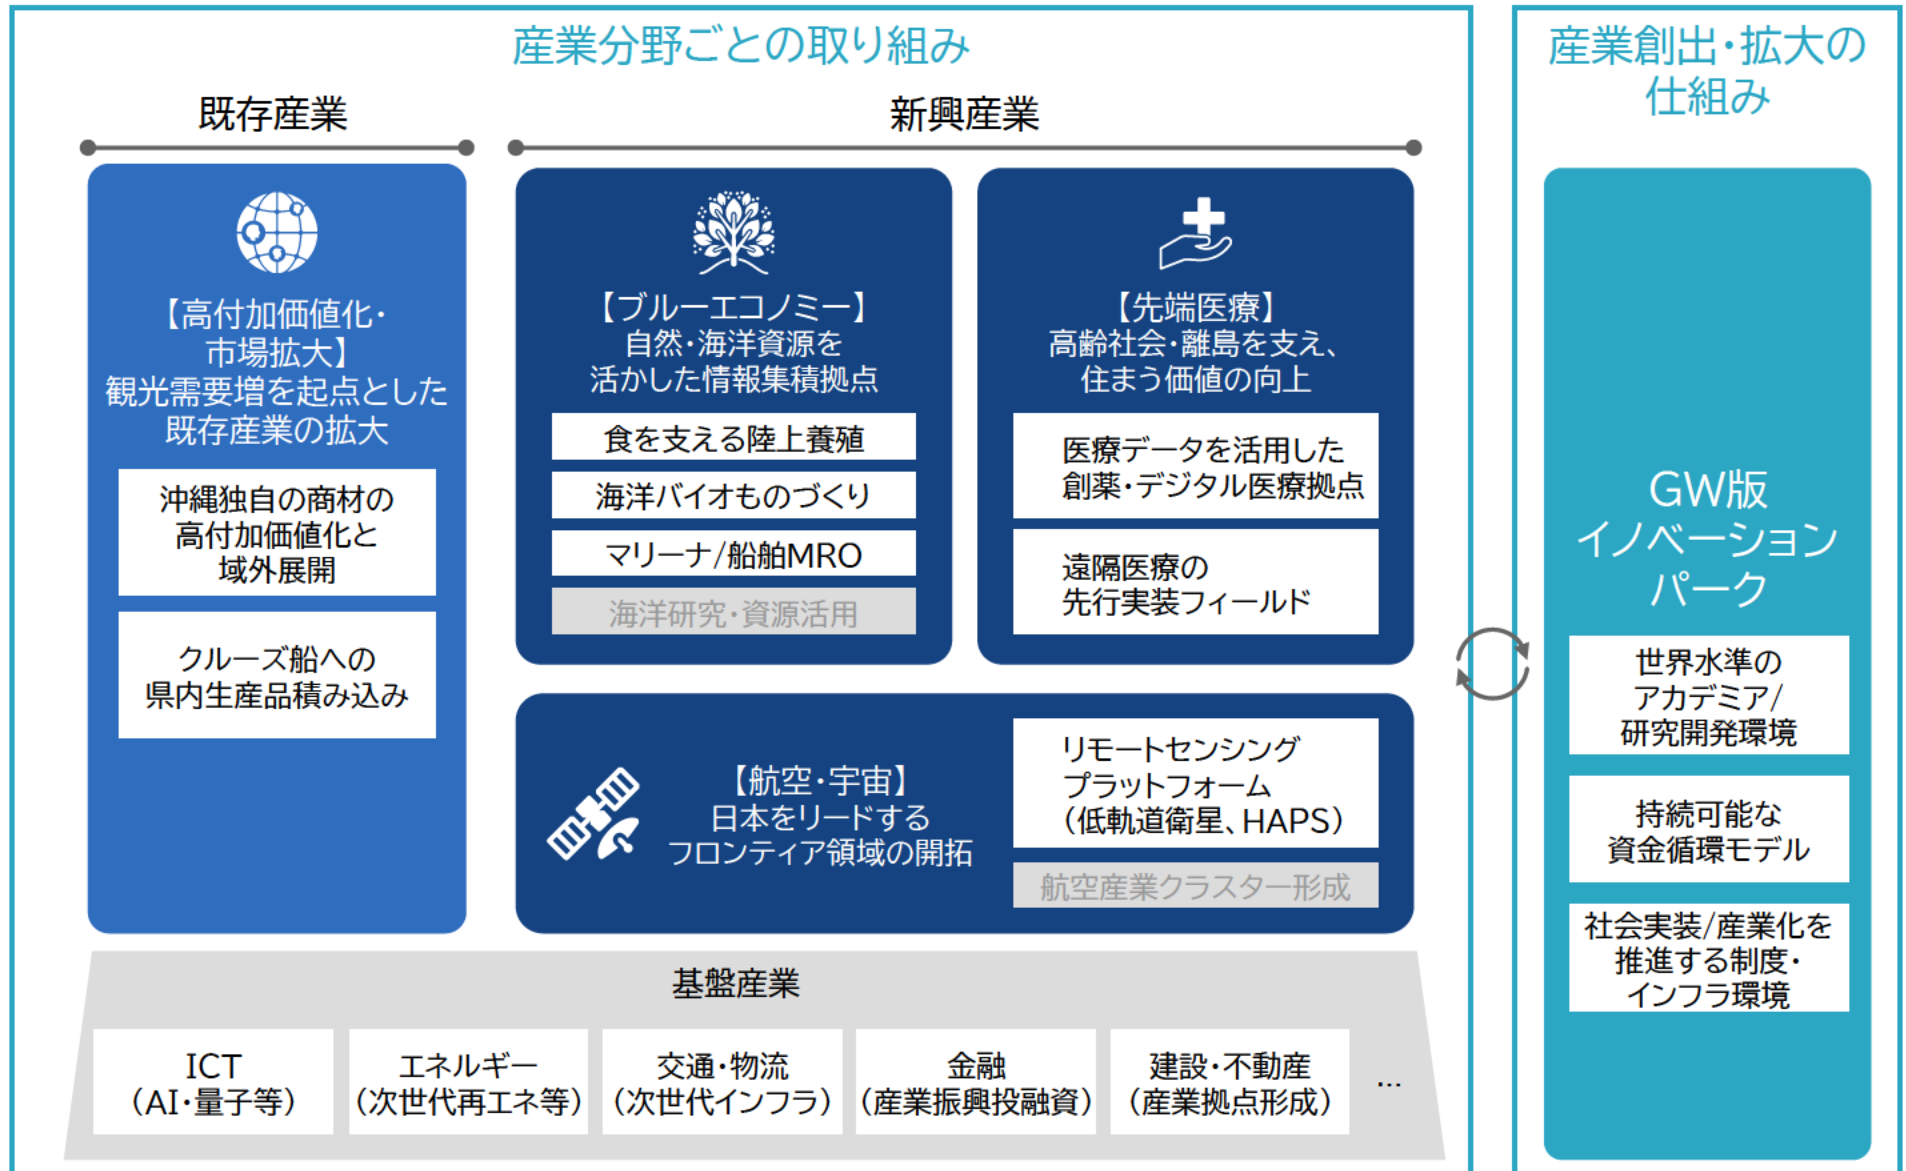 産業分野ごとの取り組み
既存産業
【高付加価値化・
市場拡大】
観光需要増を起点とした
既存産業の拡大
沖縄独自の商材の
高付加価値化と
域外展開
クルーズ船への
県内生産品積み込み
新興産業
【ブルーエコノミー】
自然・海洋資源を
活かした情報集積拠点
食を支える陸上養殖
海洋バイオものづくり
マリーナ/船舶MRO
海洋研究・資源活用
【先端医療】
高齢社会・離島を支え、
住まう価値の向上
医療データを活用した
創薬・デジタル医療拠点
遠隔医療の
先行実装フィールド
【航空・宇宙】
日本をリードする
フロンティア領域の開拓
リモートセンシング
プラットフォーム
（低軌道衛星、HAPS）
航空産業クラスター形成
基盤産業
ICT
（AI・量子等）
エネルギー
（次世代再エネ等）
交通・物流
（次世代インフラ）
金融
（産業振興投融資）
建設・不動産
（産業拠点形成）
…
産業創出・拡大の
仕組み
GW版
イノベーション
パーク
世界水準の
アカデミア/
研究開発環境
持続可能な
資金循環モデル
社会実装/産業化を
推進する制度・
インフラ環境